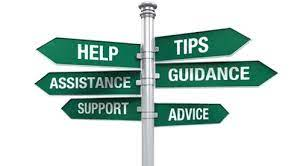 HELP
TIPS
ASSISTANCE
GUIDANCE
SUPPORT
ADVICE